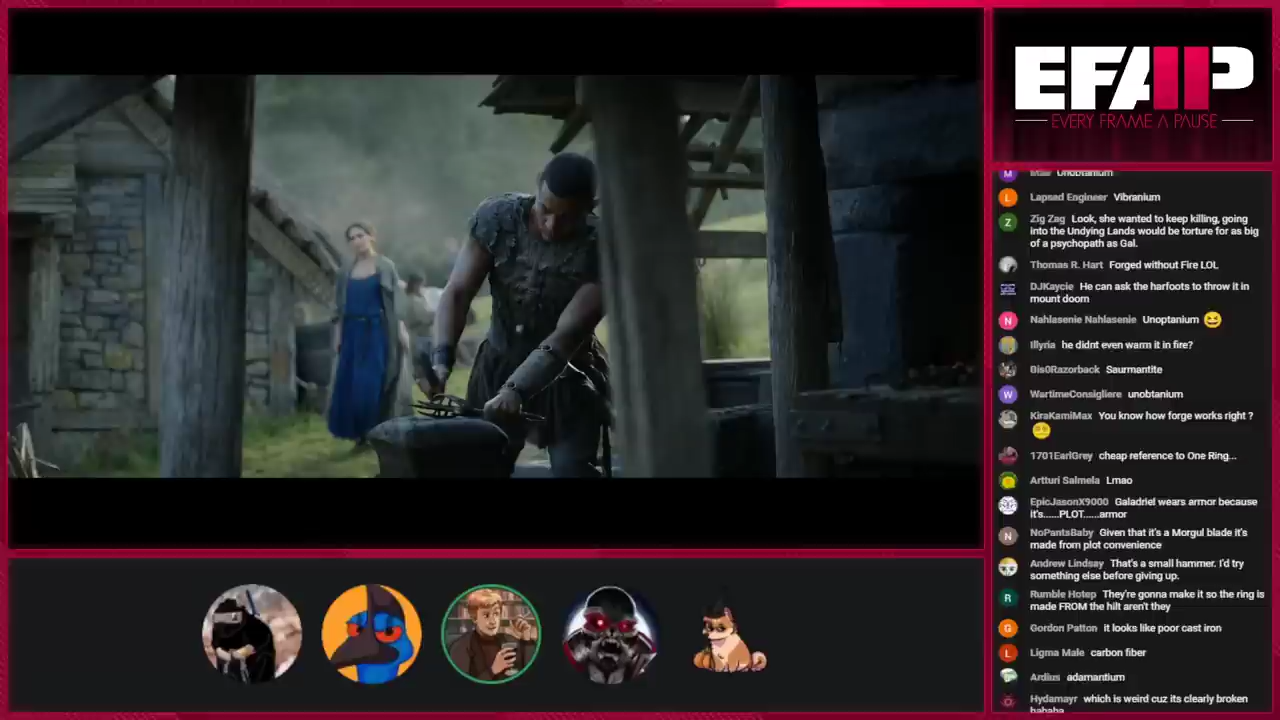 EFAP
EVERY FRAME A PAUSE
Unobtanium
Lapsed Engineer Vibranium
Zig Zag Look, she wanted to keep killing, going
into the Undying Lands would be torture for as big
of a psychopath as Gal.
Thomas R. Hart Forged without Fire LOL
DJKaycie He can ask the harfoots to throw it in
mount doom
Nahlasenie Nahlasenie Unoptanium 😆
Illyria he didnt even warm it in fire?
0is0Razorback Saurmantite
WartimeConsigliere unobtanium
KiraKamiMax You know how forge works right ?
😵‍💫
1701EarlGrey cheap reference to One Ring...
Artturi Salmela Lmao
EpicJasonX9000 Galadriel wears armor because
it's......PLOT......armor
NoPantsBaby Given that it's a Morgul blade it's
made from plot convenience
Andrew Lindsay That's a small hammer. I'd try
something else before giving up.
Rumble Hotep They're gonna make it so the ring is
made FROM the hilt aren't they
Gordon Patton it looks like poor cast iron
Ligma Male carbon fiber
Ardius adamantium
Hydamayr which is weird cuz its clearly broken
hahaha
M
L
Z
N
W
N
R
G
L